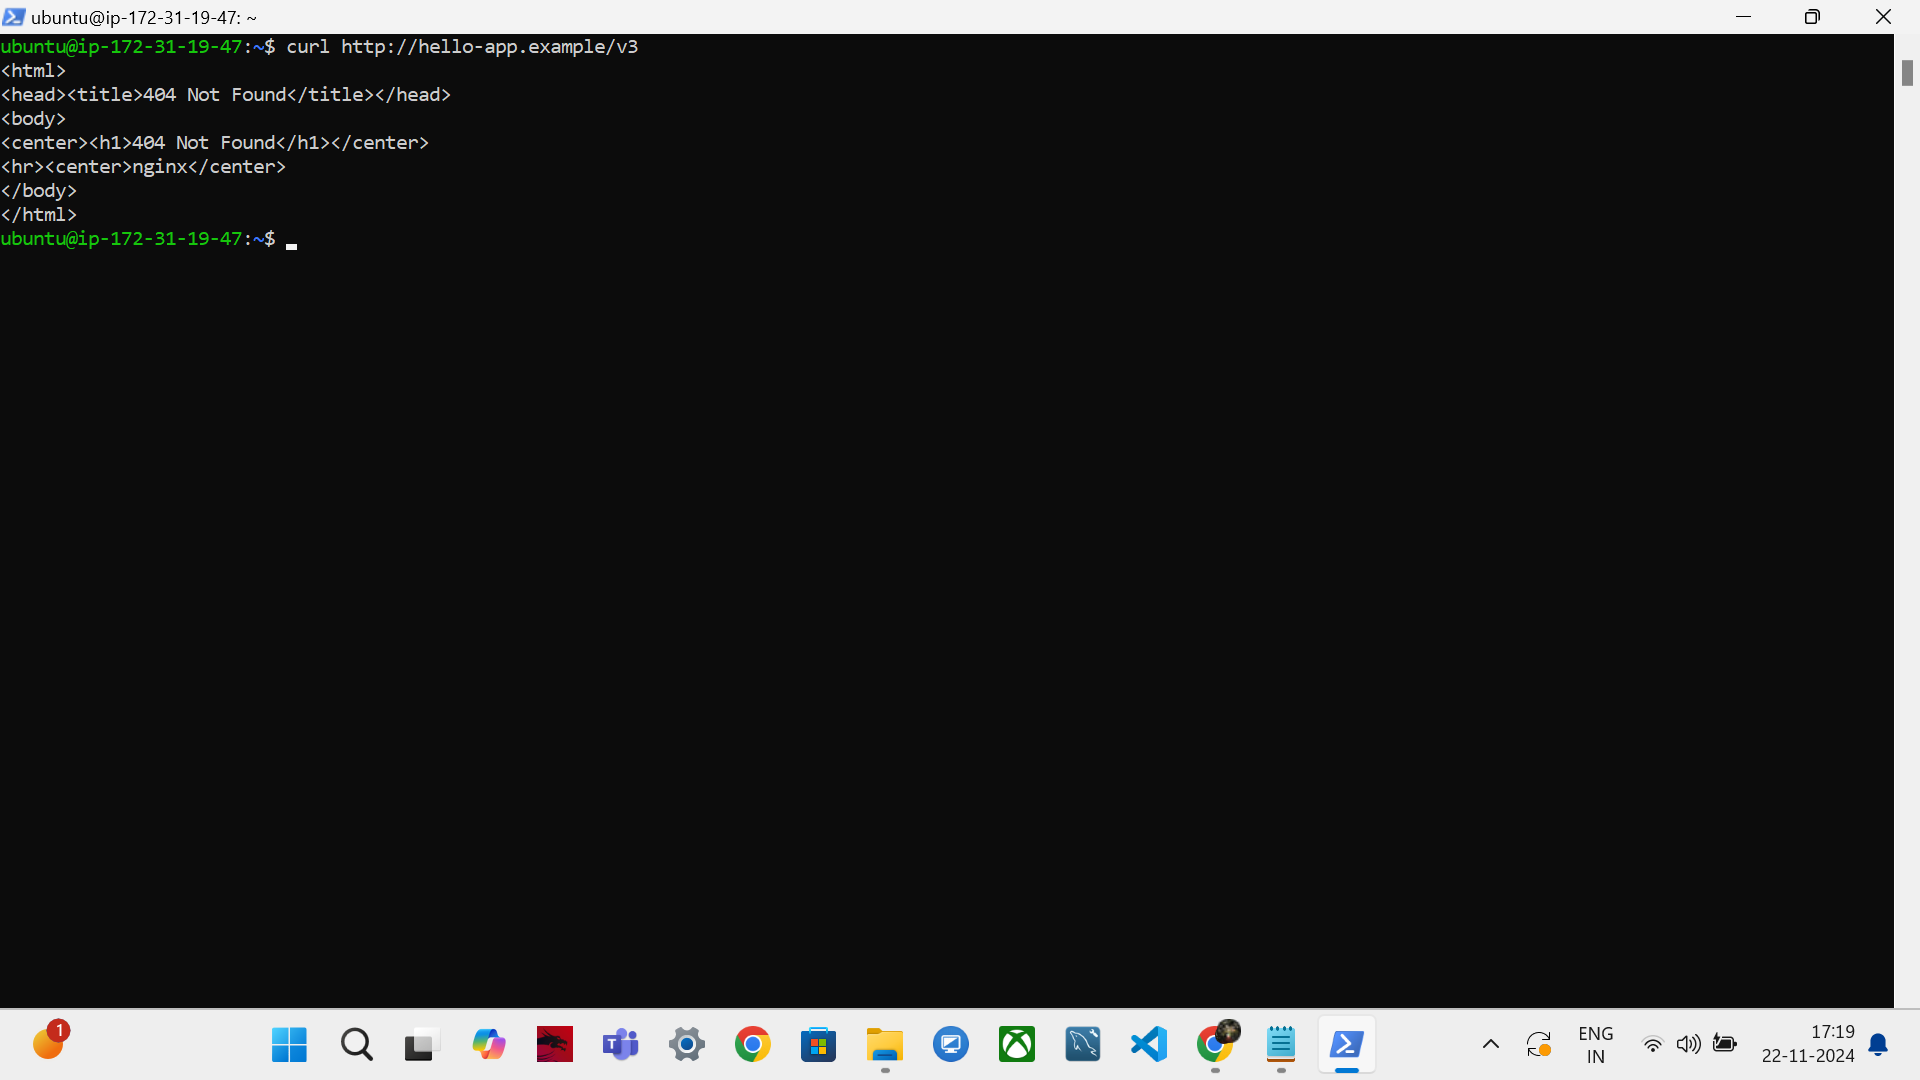 ubuntu@ip-172-31-19-47: ~
ubuntu@ip-172-31-19-47:~$ curl http://hello-app.example/v3
<html>
<head><title>404 Not Found</title></head>
<body>
<center><h1>404 Not Found</h1></center>
<hr><center>nginx</center>
</body>
</html>
ubuntu@ip-172-31-19-47:~$
1
T
ENG
IN
17:19
22-11-2024